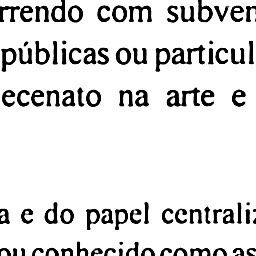 rrendo com subven
públicas ou particul
ecenato na arte e
a e do papel centraliz
ou conhecido como as